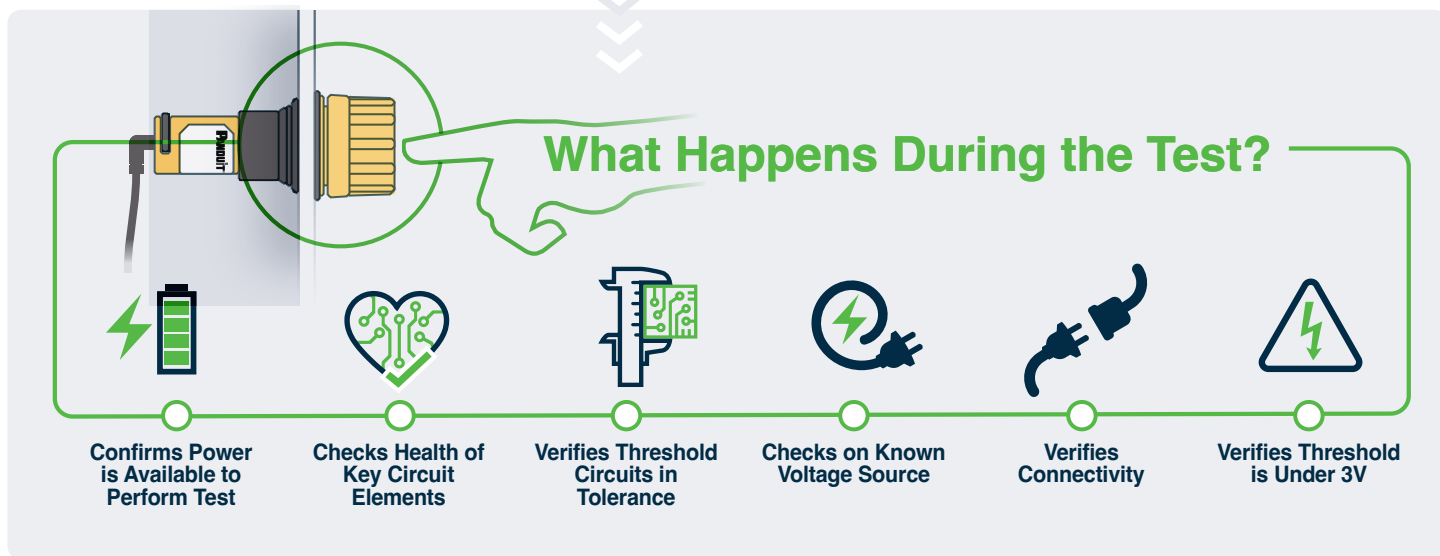 PANDUIT
What Happens During the Test?
Confirms Power
is Available to
Perform Test
Checks Health of
Key Circuit
Elements
Verifies Threshold
Circuits in
Tolerance
Checks on Known
Voltage Source
Verifies
Connectivity
Verifies Threshold
is Under 3V